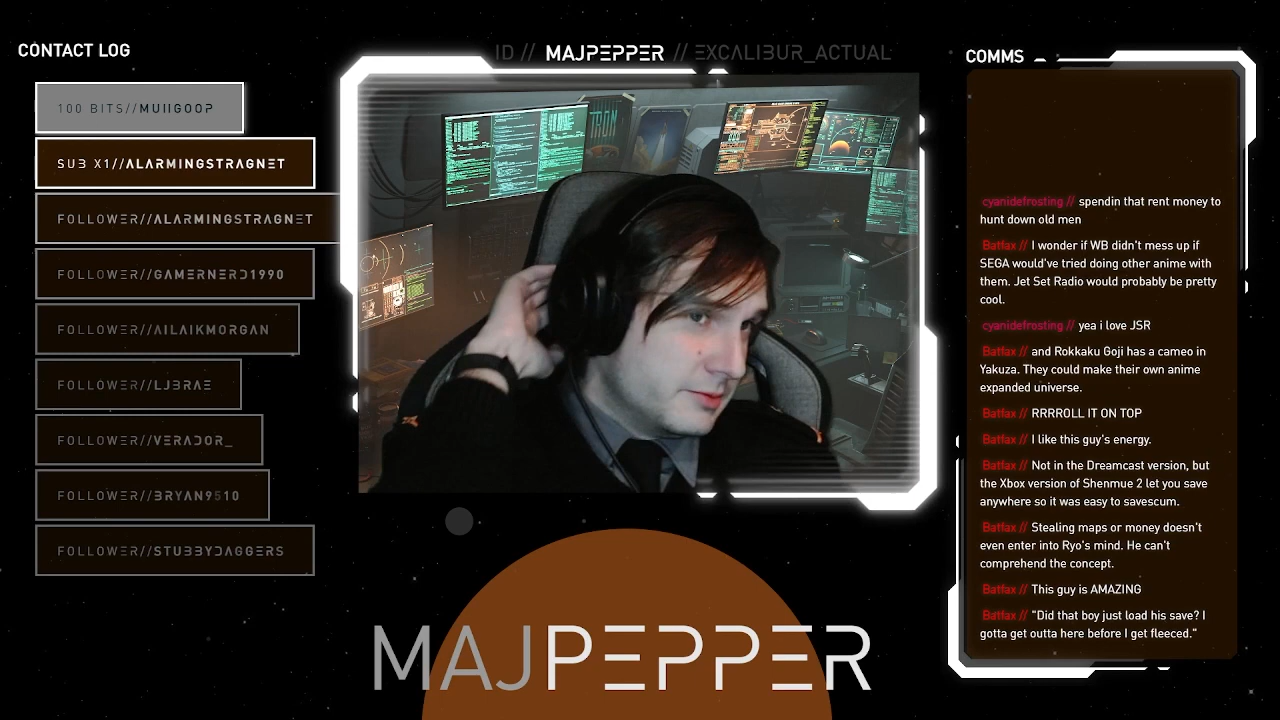 CONTACT LOG
ID // MAJPEPPER // EXCALIBUR_ACTUAL
COMMS
100 BITS//MUIIGOOP
SUB X1//ALARMINGSTRAGNET
FOLLOWER//ALARMINGSTRAGNET
FOLLOWER//GAMERNERD1990
FOLLOWER//AILAIKMORGAN
FOLLOWER//LJBRAE
FOLLOWER//VERADOR_
FOLLOWER//BRYAN9510
FOLLOWER//STUBBYDAGGERS
TRON
cyanidefrosting // spendin that rent money to
hunt down old men
Batfax // I wonder if WB didn't mess up if
SEGA would've tried doing other anime with
them. Jet Set Radio would probably be pretty
cool.
cyanidefrosting // yea i love JSR
Batfax // and Rokkaku Goji has a cameo in
Yakuza. They could make their own anime
expanded universe.
Batfax // RRRROLL IT ON TOP
Batfax // I like this guy's energy.
Batfax // Not in the Dreamcast version, but
the Xbox version of Shenmue 2 let you save
anywhere so it was easy to savescum.
Batfax // Stealing maps or money doesn't
even enter into Ryo's mind. He can't
comprehend the concept.
Batfax // This guy is AMAZING
Batfax // "Did that boy just load his save? I
gotta get outta here before I get fleeced."
MAJPEPPER